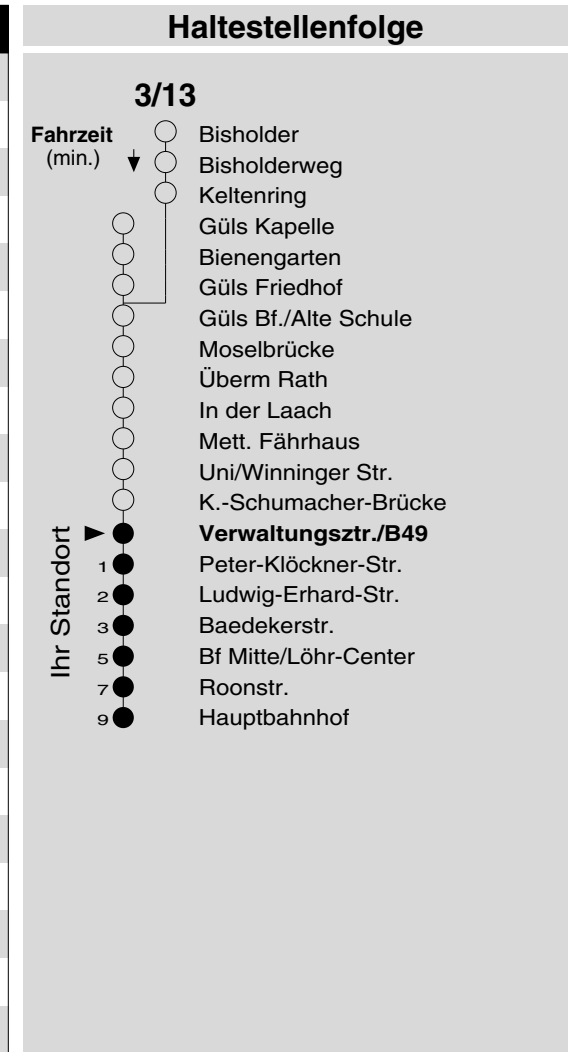 Haltestellenfolge
3/13
Fahrzeit
(min.)
Bisholder
Bisholderweg
Keltenring
Güls Kapelle
Bienengarten
Güls Friedhof
Güls Bf./Alte Schule
Moselbrücke
Überm Rath
In der Laach
Mett. Fährhaus
Uni/Winninger Str.
K.-Schumacher-Brücke
Ihr Standort
Verwaltungsztr./B49
1 Peter-Klöckner-Str.
2 Ludwig-Erhard-Str.
3 Baedekerstr.
5 Bf Mitte/Löhr-Center
7 Roonstr.
9 Hauptbahnhof